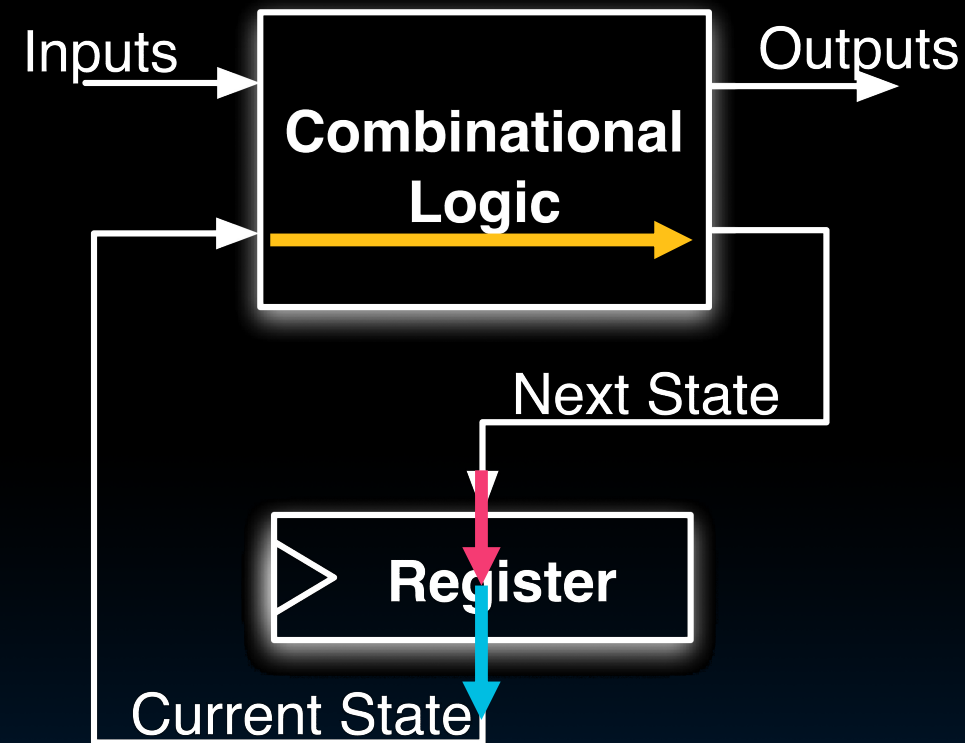 Inputs
Outputs
Combinational
Logic
Next State
Register
Current State